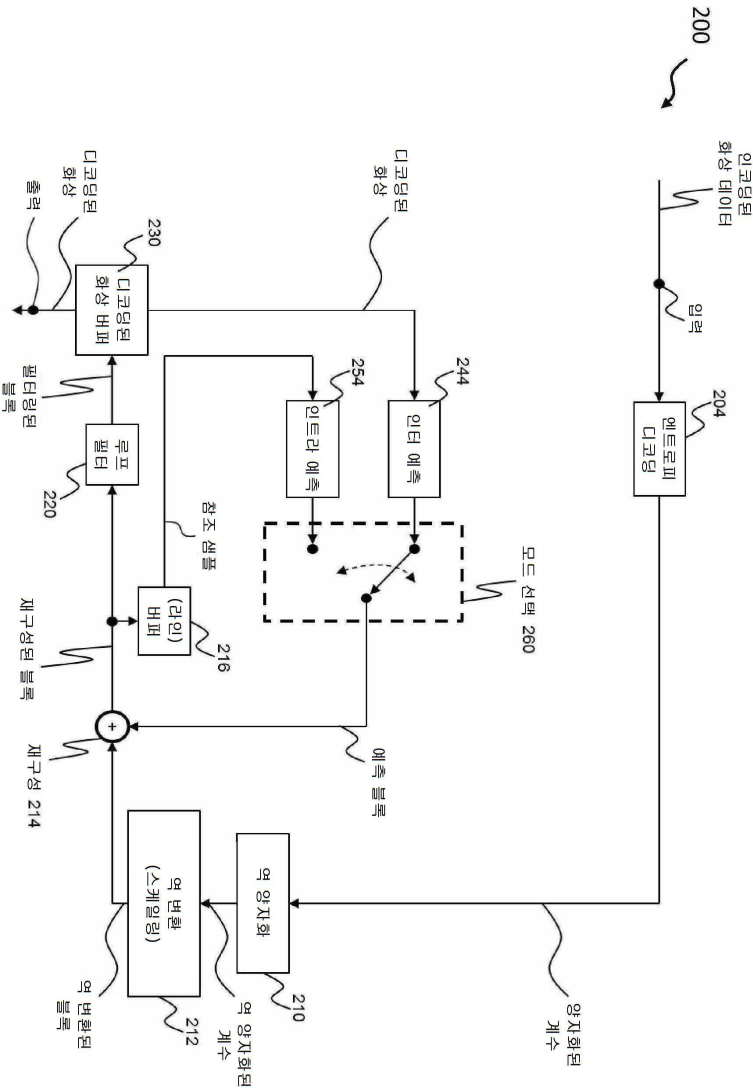 200
인코딩된
화상 데이터
입력
204
엔트로피
디코딩
양자화된
계수
디코딩된
화상
244
인터 예측
254
인트라 예측
모드 선택 260
예측 블록
역 양자화
210
역 양자화된
계수
역 변환
(스케일링)
212
역 변환된
블록
재구성 214
+
재구성된 블록
(라인)
버퍼
216
참조 샘플
루프
필터
220
필터링된
블록
230
디코딩된
화상 버퍼
디코딩된
화상
출력